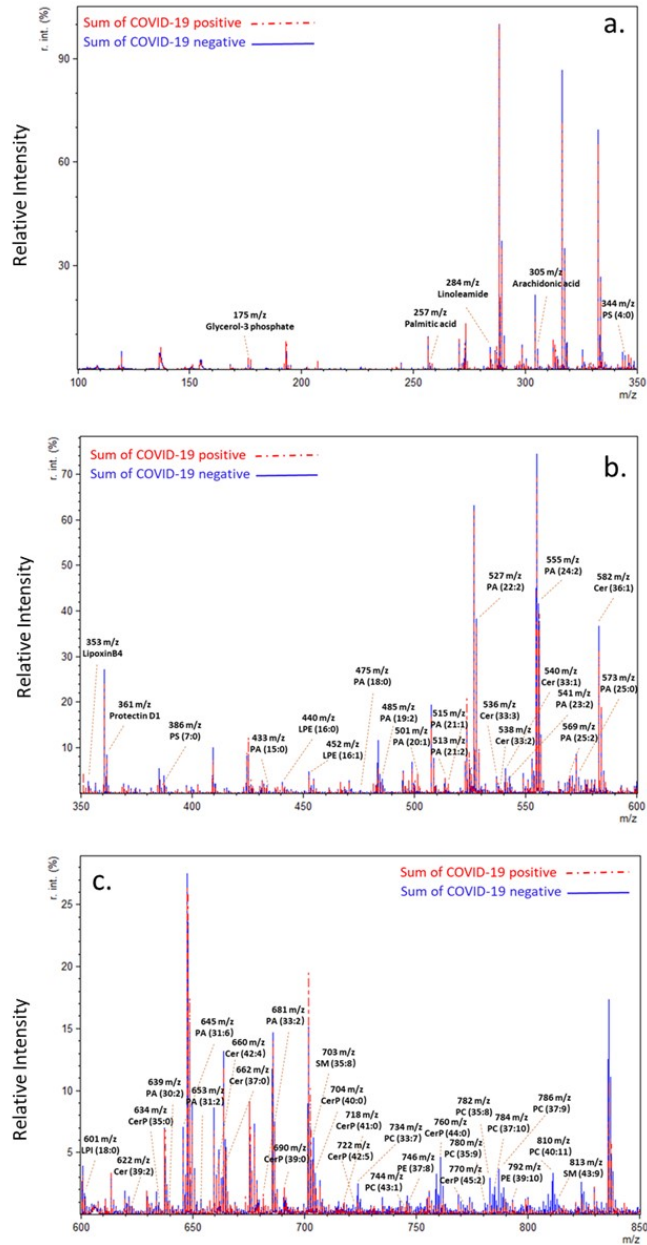 Sum of COVID-19 positive
Sum of COVID-19 negative
a.
r. int. (%)
Relative Intensity
90
60
30
175 m/z
Glycerol-3 phosphate
257 m/z
Palmitic acid
284 m/z
Linoleamide
305 m/z
Arachidonic acid
344 m/z
PS (4:0)
100
150
200
250
300
350
m/z
Sum of COVID-19 positive
Sum of COVID-19 negative
b.
r. int. (%)
Relative Intensity
70
60
50
40
30
20
10
353 m/z
LipoxinB4
361 m/z
Protectin D1
386 m/z
PS (7:0)
433 m/z
PA (15:0)
440 m/z
LPE (16:0)
452 m/z
LPE (16:1)
475 m/z
PA (18:0)
485 m/z
PA (19:2)
501 m/z
PA (20:1)
515 m/z
PA (21:1)
513 m/z
PA (21:2)
527 m/z
PA (22:2)
536 m/z
Cer (33:3)
538 m/z
Cer (33:2)
555 m/z
PA (24:2)
540 m/z
Cer (33:1)
541 m/z
PA (23:2)
569 m/z
PA (25:2)
582 m/z
Cer (36:1)
573 m/z
PA (25:0)
350
400
450
500
550
600
m/z
c.
Sum of COVID-19 positive
Sum of COVID-19 negative
r. int. (%)
Relative Intensity
25
20
15
10
5
601 m/z
LPI (18:0)
622 m/z
Cer (39:2)
634 m/z
CerP (35:0)
639 m/z
PA (30:2)
645 m/z
PA (31:6)
653 m/z
PA (31:2)
660 m/z
Cer (42:4)
662 m/z
Cer (37:0)
681 m/z
PA (33:2)
690 m/z
CerP (39:0)
703 m/z
SM (35:8)
704 m/z
CerP (40:0)
718 m/z
CerP (41:0)
722 m/z
CerP (42:5)
734 m/z
PC (33:7)
744 m/z
PC (43:1)
746 m/z
PE (37:8)
760 m/z
CerP (44:0)
770 m/z
CerP (45:2)
780 m/z
PC (35:9)
782 m/z
PC (35:8)
784 m/z
PC (37:10)
786 m/z
PC (37:9)
792 m/z
PE (39:10)
810 m/z
PC (40:11)
813 m/z
SM (43:9)
600
650
700
750
800
850
m/z